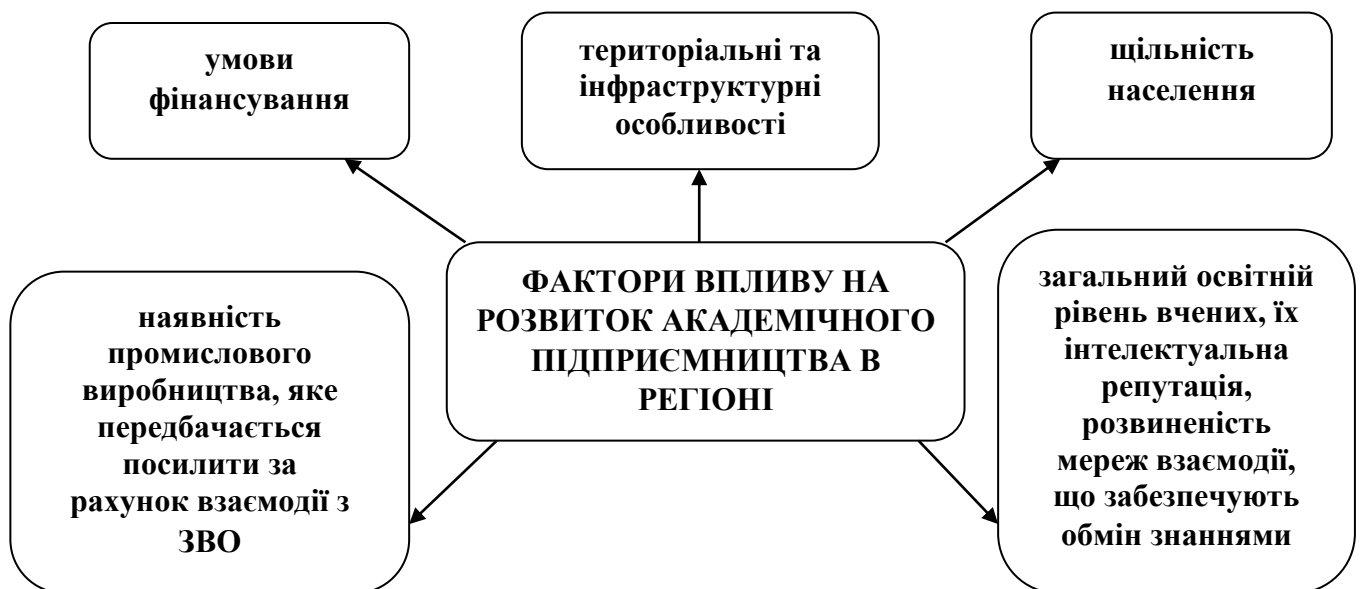 умови
фінансування
територіальні та
інфраструктурні
особливості
щільність
населення
ФАКТОРИ ВПЛИВУ НА
РОЗВИТОК АКАДЕМІЧНОГО
ПІДПРИЄМНИЦТВА В
РЕГІОНІ
наявність
промислового
виробництва, яке
передбачається
посилити за
рахунок взаємодії з
ЗВО
загальний освітній
рівень вчених, їх
інтелектуальна
репутація,
розвиненість
мереж взаємодії,
що забезпечують
обмін знаннями